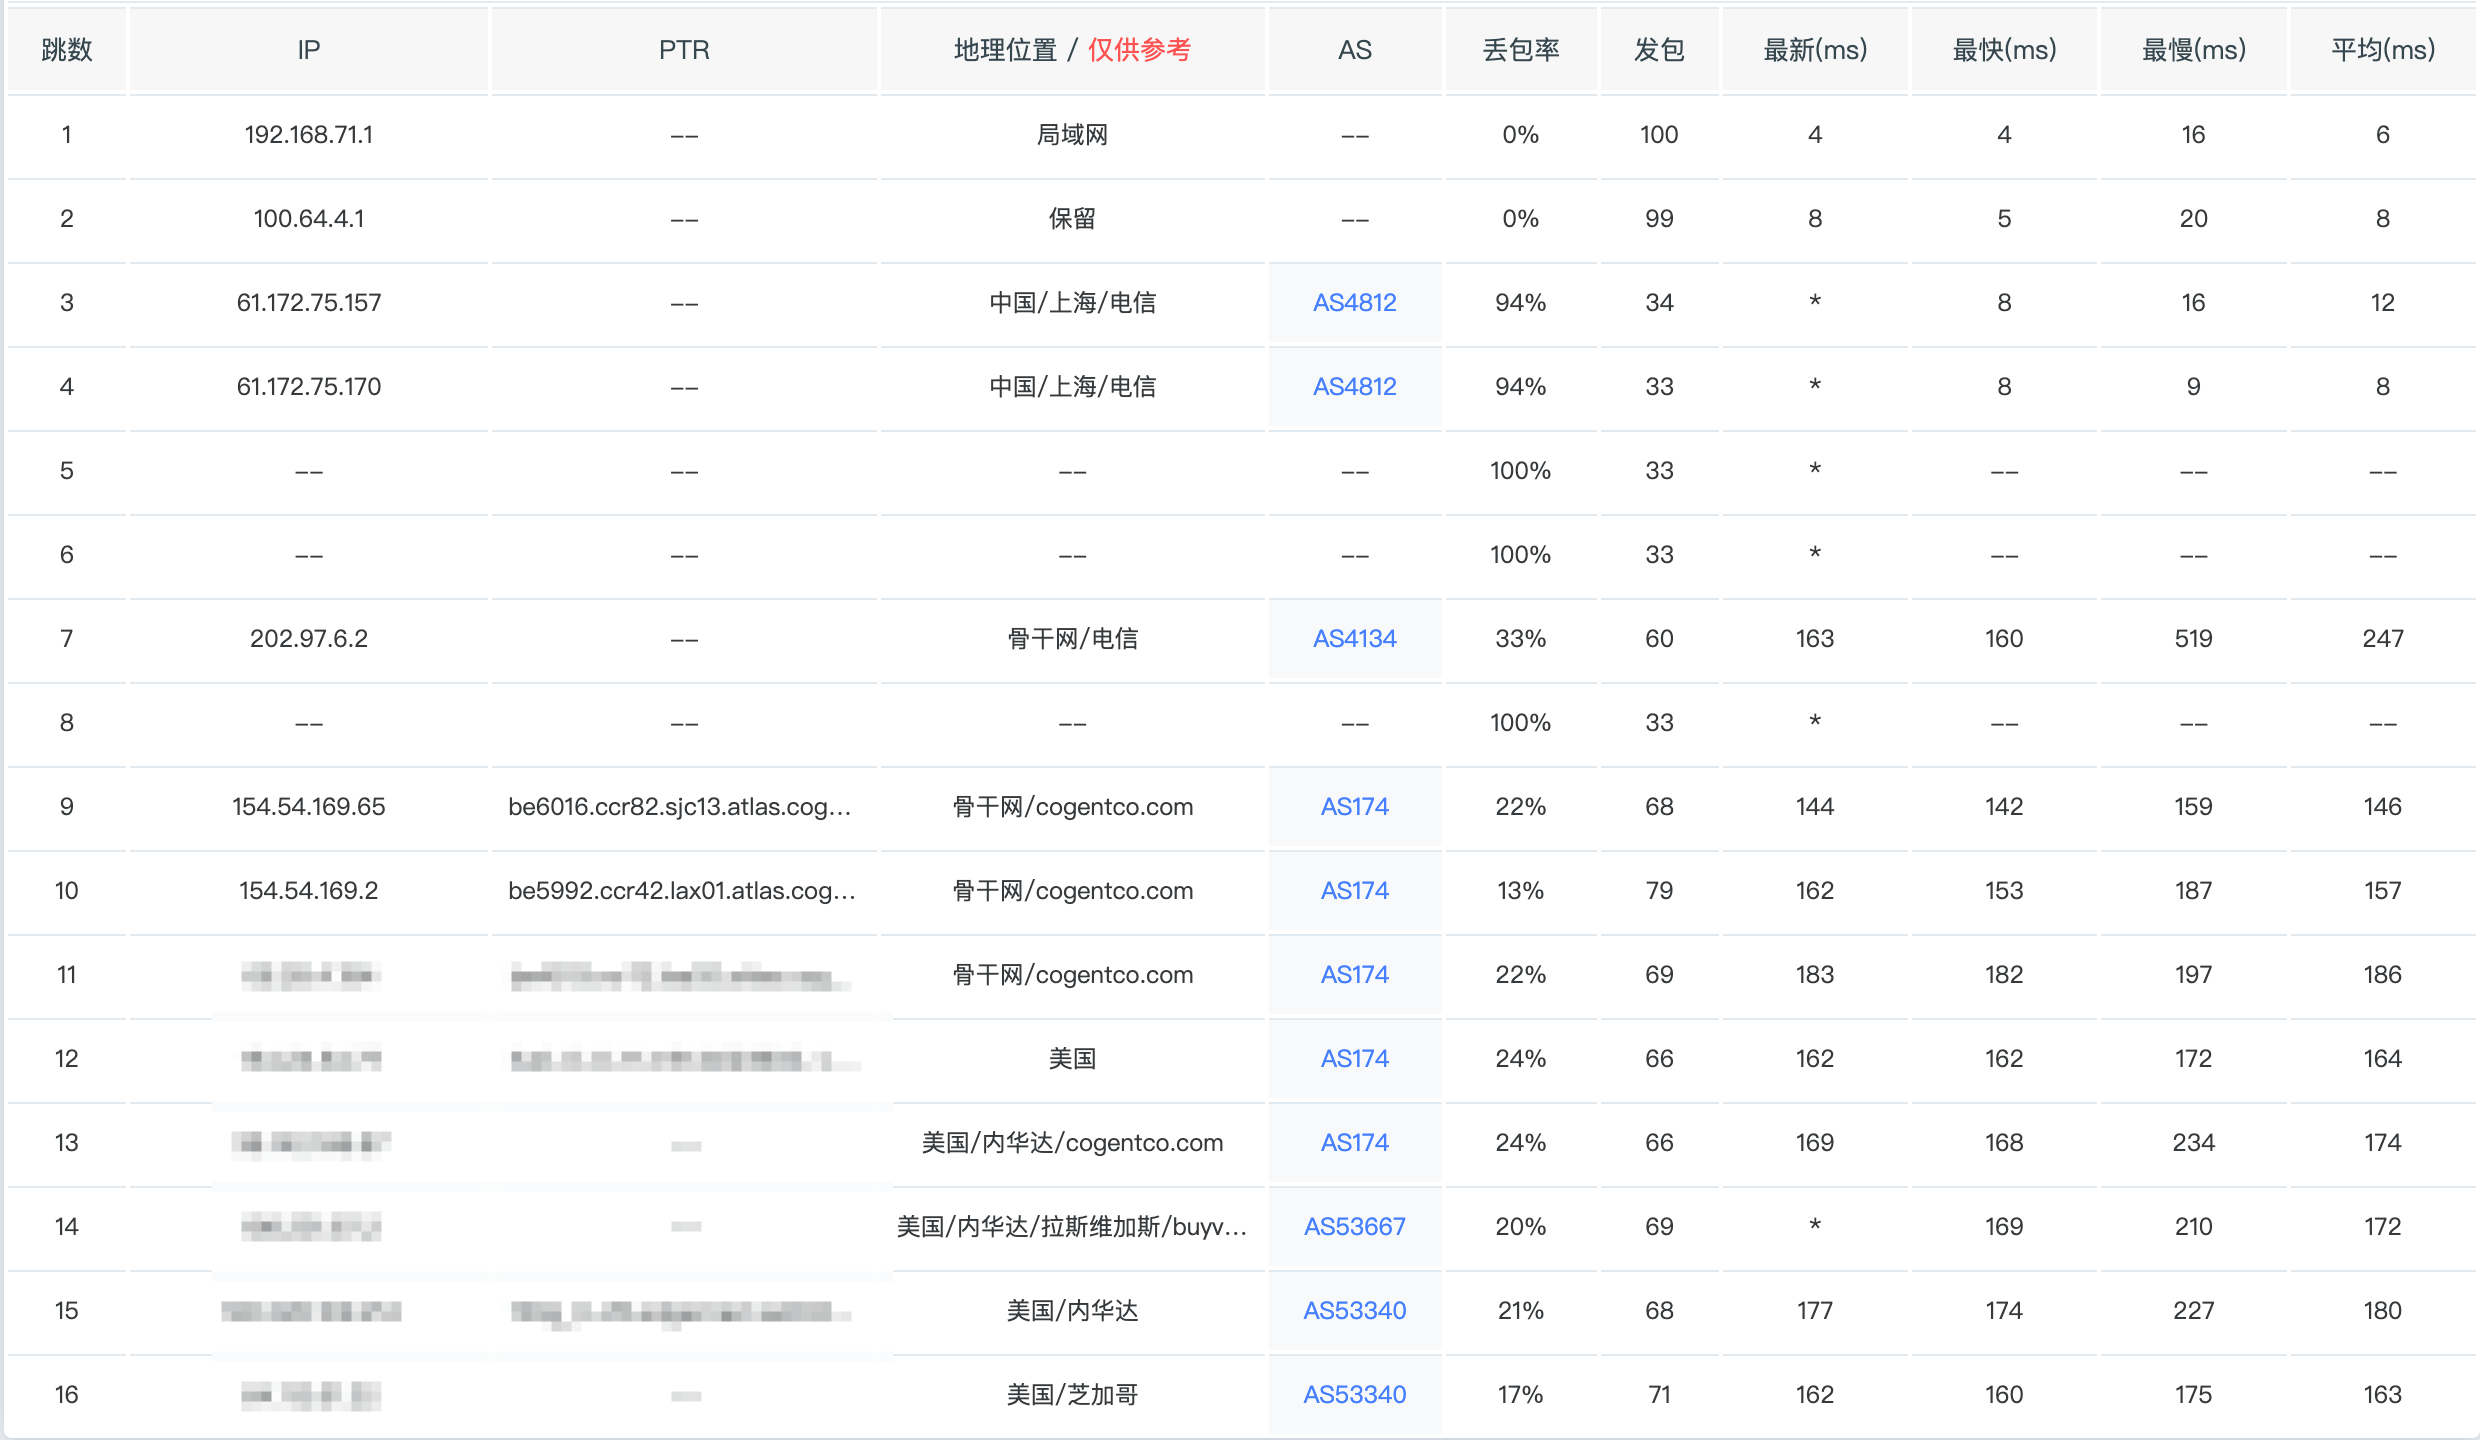 跳数 IP PTR 地理位置 / 仅供参考 AS 丢包率 发包 最新(ms) 最快(ms) 最慢(ms) 平均(ms)
1 192.168.71.1 –– 局域网 –– 0% 100 4 4 16 6
2 100.64.4.1 –– 保留 –– 0% 99 8 5 20 8
3 61.172.75.157 –– 中国/上海/电信 AS4812 94% 34 * 8 16 12
4 61.172.75.170 –– 中国/上海/电信 AS4812 94% 33 * 8 9 8
5 –– –– –– –– 100% 33 * –– –– ––
6 –– –– –– –– 100% 33 * –– –– ––
7 202.97.6.2 –– 骨干网/电信 AS4134 33% 60 163 160 519 247
8 –– –– –– –– 100% 33 * –– –– ––
9 154.54.169.65 be6016.ccr82.sjc13.atlas.cog... 骨干网/cogentco.com AS174 22% 68 144 142 159 146
10 154.54.169.2 be5992.ccr42.lax01.atlas.cog... 骨干网/cogentco.com AS174 13% 79 162 153 187 157
11 骨干网/cogentco.com AS174 22% 69 183 182 197 186
12 美国 AS174 24% 66 162 162 172 164
13 美国/内华达/cogentco.com AS174 24% 66 169 168 234 174
14 美国/内华达/拉斯维加斯/buyv... AS53667 20% 69 * 169 210 172
15 美国/内华达 AS53340 21% 68 177 174 227 180
16 美国/芝加哥 AS53340 17% 71 162 160 175 163